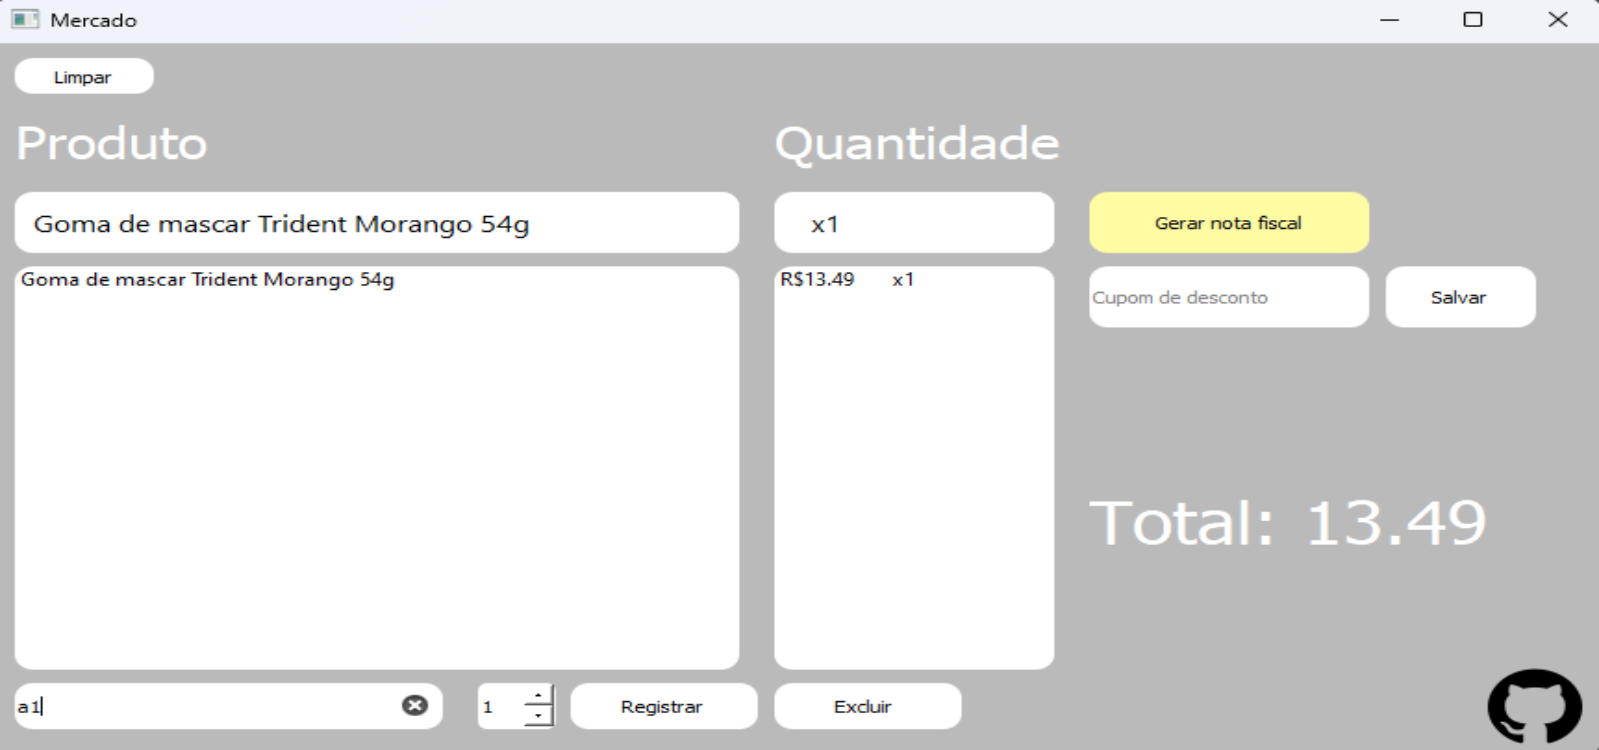 Mercado
Limpar
Produto
Quantidade
Goma de mascar Trident Morango 54g
x1
Gerar nota fiscal
Goma de mascar Trident Morango 54g
R$13.49 x1
Cupom de desconto
Salvar
Total: 13.49
a1
1
Registrar
Excluir